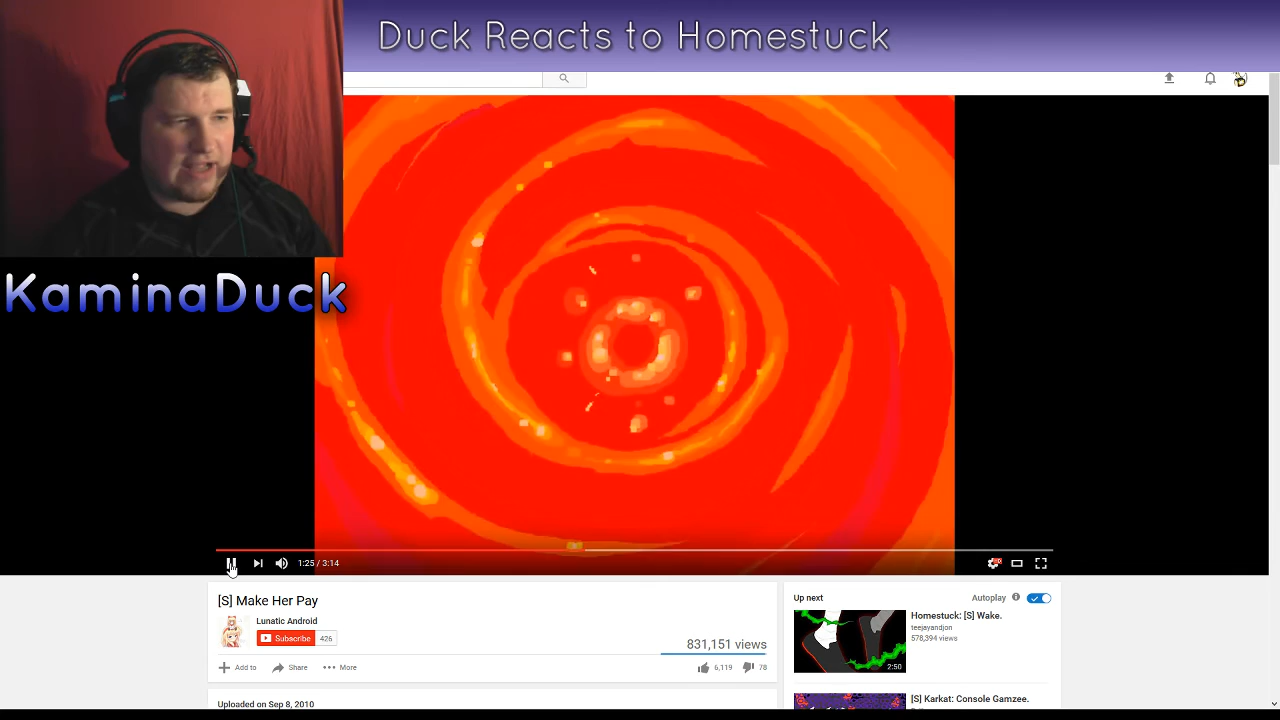 Duck Reacts to Homestuck
KaminaDuck
1:25 / 3:14
HD
[S] Make Her Pay
Lunatic Android
Subscribe 426
831,151 views
Add to Share More
6,119 78
Uploaded on Sep 8, 2010
Up next
Autoplay
Homestuck: [S] Wake.
teejayandjon
578,394 views
2:50
[S] Karkat: Console Gamzee.